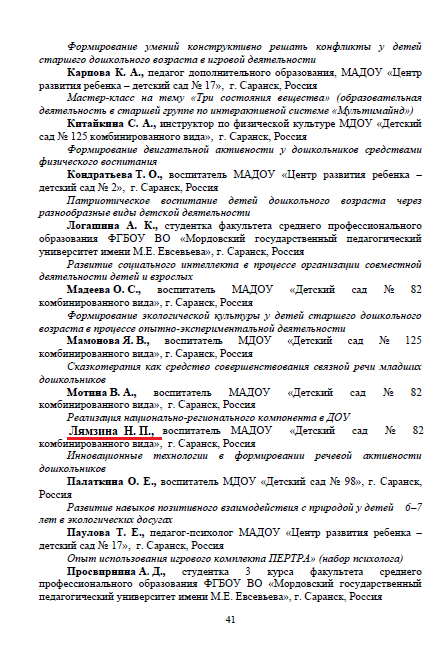 Формирование умений конструктивно решать конфликты у детей
старшего дошкольного возраста в игровой деятельности
Карпова К. А., педагог дополнительного образования, МАДОУ «Центр
развития ребенка – детский сад № 17», г. Саранск, Россия
Мастер-класс на тему «Три состояния вещества» (образовательная
деятельность в старшей групте по интерактивной системе «Мультимайнд»)
Китайкина С. А., инструктор по физической культуре МДОУ «Детский
сад № 125 комбинированного вида», г. Саранск, Россия
Формирование двигательной активности у дошкольников средствами
физического воспитания
Кондратьева Т. О., воспитатель МАДОУ «Центр развития ребенка –
детский сад № 2», г. Саранск, Россия
Патриотическое воспитание детей дошкольного возраста через
разнообразные виды детской деятельности
Логашина А. К., студентка факультета среднего профессионального
образования ФГБОУ ВО «Мордовский государственный педагогический
университет имени М.Е. Евсевьева», г. Саранск, Россия
Развитие социального интеллекта в процессе организации совместной
деятельности детей и взрослых
Мадеева О. С., воспитатель МАДОУ «Детский сад № 82
комбинированного вида», г. Саранск, Россия
Формирование экологической культуры у детей старшего дошкольного
возраста в процессе опытно-экспериментальной деятельности
Мамонова Я. В., воспитатель МДОУ «Детский сад № 125
комбинированного вида», г. Саранск, Россия
Сказкотерапия как средство совершенствования связной речи младших
дошкольников
Мотина В. А., воспитатель МАДОУ «Детский сад № 82
комбинированного вида», г. Саранск, Россия
Реализация национально-регионального компонента в ДОУ
Лямзина Н. П., воспитатель МАДОУ «Детский сад № 82
комбинированного вида», г. Саранск, Россия
Инновационные технологии в формировании речевой активности
дошкольников
Палаткина О. Е., воспитатель МДОУ «Детский сад № 98», г. Саранск,
Россия
Развитие навыков позитивного взаимодействия с природой у детей 6–7
лет в экологических досугах
Паулова Т. Е., педагог-психолог МАДОУ «Центр развития ребенка –
детский сад № 17», г. Саранск, Россия
Опыт использования игрового комплекта ПЕРТРА» (набор психолога)
Просвирнина А. Д., студентка 3 курса факультета среднего
профессионального образования ФГБОУ ВО «Мордовский государственный
педагогический университет имени М.Е. Евсевьева», г. Саранск, Россия
41